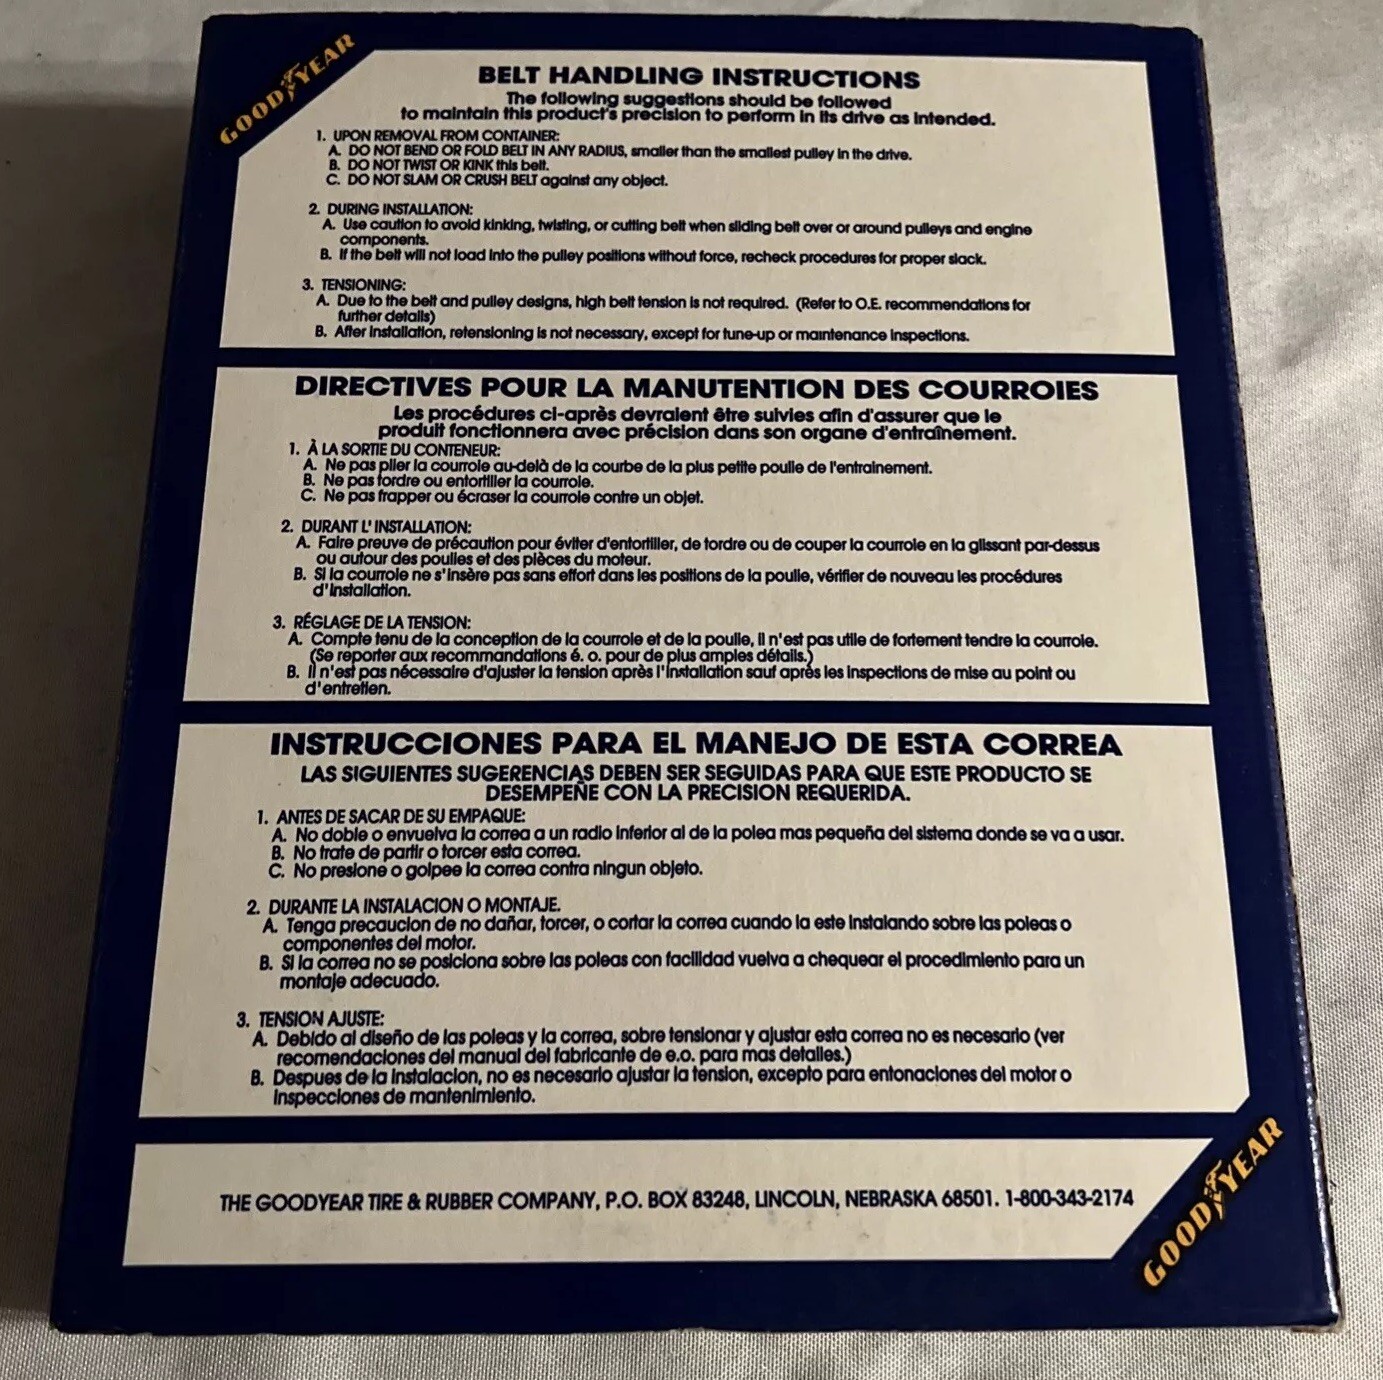 GOODYEAR
BELT HANDLING INSTRUCTIONS
The following suggestions should be followed
to maintain this product's precision to perform in its drive as intended.
1. UPON REMOVAL FROM CONTAINER:
A. DO NOT BEND OR FOLD BELT IN ANY RADIUS, smaller than the smallest pulley in the drive.
B. DO NOT TWIST OR KINK this belt.
C. DO NOT SLAM OR CRUSH BELT against any object.
2. DURING INSTALLATION:
A. Use caution to avoid kinking, twisting, or cutting belt when sliding belt over or around pulleys and engine
components.
B. If the belt will not load into the pulley positions without force, recheck procedures for proper slack.
3. TENSIONING:
A. Due to the belt and pulley designs, high belt tension is not required. (Refer to O.E. recommendations for
further details)
B. After installation, retensioning is not necessary, except for tune-up or maintenance inspections.
DIRECTIVES POUR LA MANUTENTION DES COURROIES
Les procédures ci-après devraient être suivies afin d'assurer que le
produit fonctionnera avec précision dans son organe d'entraînement.
1. À LA SORTIE DU CONTENEUR:
A. Ne pas plier la courroie au-delà de la courbe de la plus petite poulie de l'entrainement.
B. Ne pas tordre ou entortiller la courroie.
C. Ne pas frapper ou écraser la courroie contre un objet.
2. DURANT L' INSTALLATION:
A. Faire preuve de précaution pour éviter d'entortiller, de tordre ou de couper la courroie en la glissant par-dessus
ou autour des poulies et des pièces du moteur.
B. Si la courroie ne s'insère pas sans effort dans les positions de la poulie, vérifier de nouveau les procédures
d'installation.
3. RÉGLAGE DE LA TENSION:
A. Compte tenu de la conception de la courroie et de la poulie, il n'est pas utile de fortement tendre la courroie.
(Se reporter aux recommandations é. o. pour de plus amples détails.)
B. Il n'est pas nécessaire d'ajuster la tension après l'installation sauf après les inspections de mise au point ou
d'entretien.
INSTRUCCIONES PARA EL MANEJO DE ESTA CORREA
LAS SIGUIENTES SUGERENCIAS DEBEN SER SEGUIDAS PARA QUE ESTE PRODUCTO SE
DESEMPEÑE CON LA PRECISION REQUERIDA.
1. ANTES DE SACAR DE SU EMPAQUE:
A. No doble o envuelva la correa a un radio inferior al de la polea mas pequeña del sistema donde se va a usar.
B. No trate de partir o torcer esta correa.
C. No presione o golpee la correa contra ningun objeto.
2. DURANTE LA INSTALACION O MONTAJE.
A. Tenga precaucion de no dañar, torcer, o cortar la correa cuando la este instalando sobre las poleas o
componentes del motor.
B. Si la correa no se posiciona sobre las poleas con facilidad vuelva a chequear el procedimiento para un
montaje adecuado.
3. TENSION AJUSTE:
A. Debido al diseño de las poleas y la correa, sobre tensionar y ajustar esta correa no es necesario (ver
recomendaciones del manual del fabricante de e.o. para mas detalles.)
B. Despues de la instalacion, no es necesario ajustar la tension, excepto para entonaciones del motor o
inspecciones de mantenimiento.
THE GOODYEAR TIRE & RUBBER COMPANY, P.O. BOX 83248, LINCOLN, NEBRASKA 68501. 1-800-343-2174
GOODYEAR